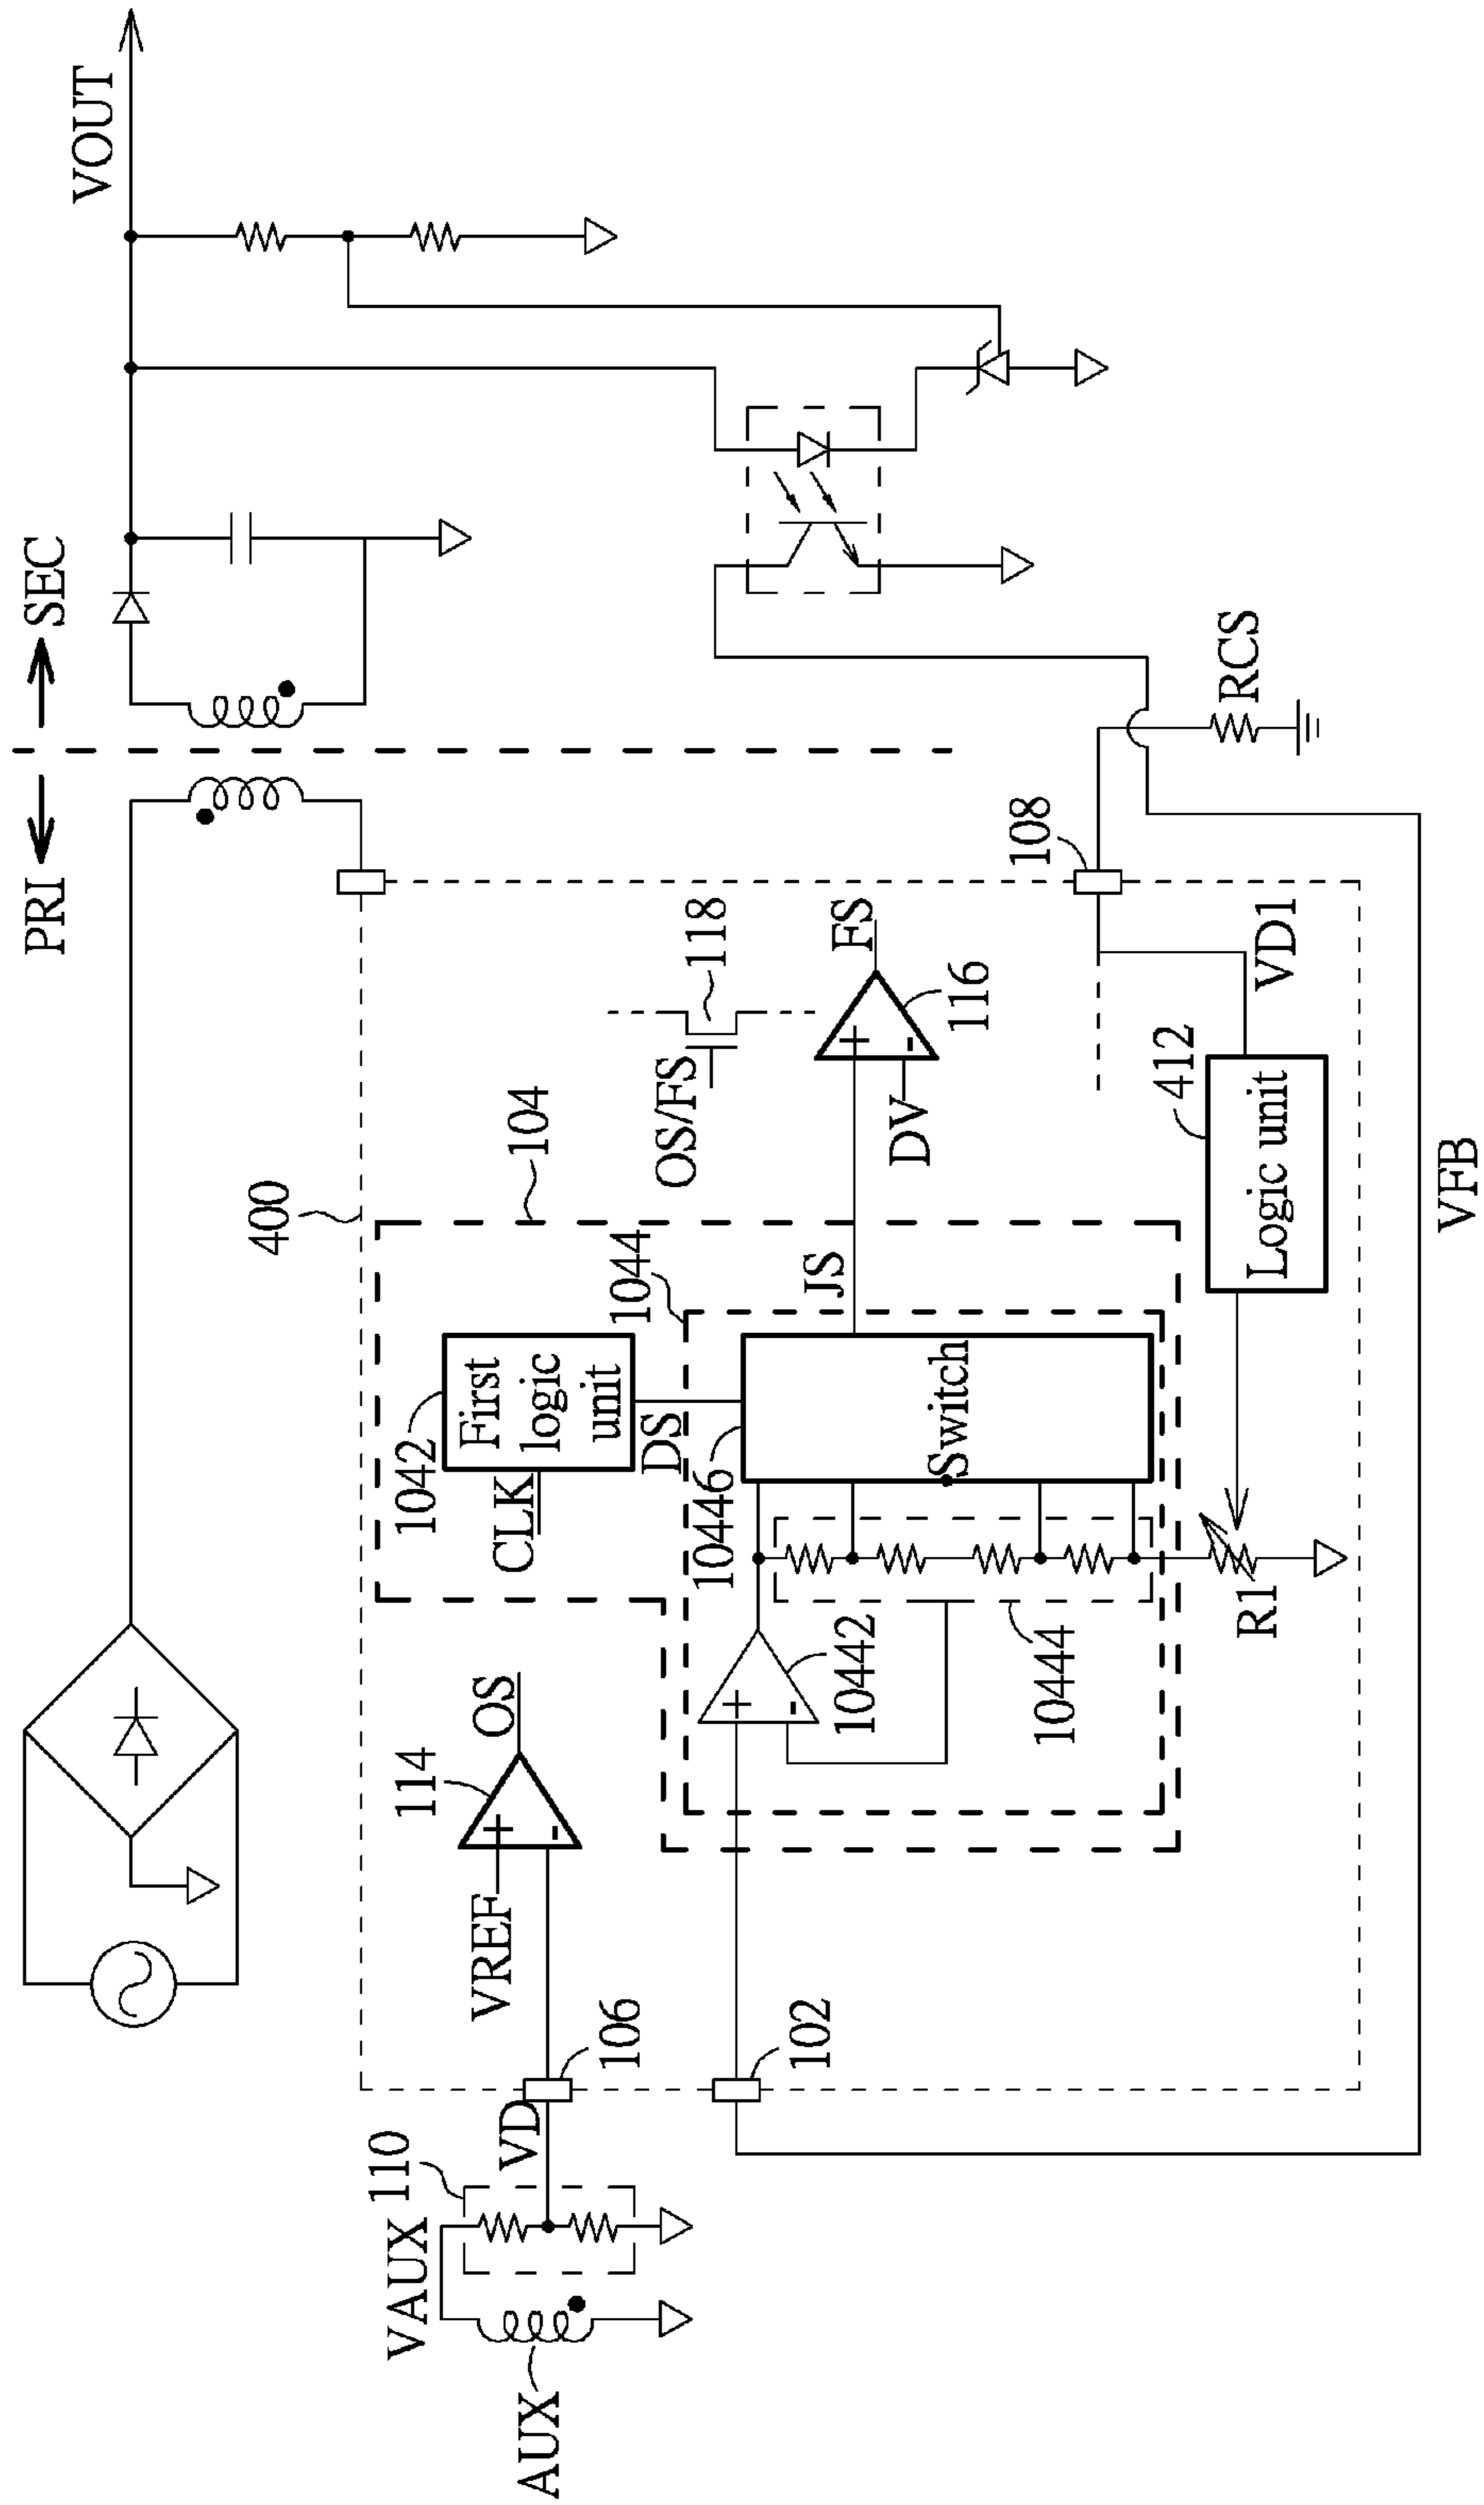 PRI
SEC
VOUT
400
104
1042
First
logic
unit
CLK
DS
1044
10446
Switch
JS
OS/FS
118
FS
DV
116
108
RCS
VD1
412
Logic unit
R1
10442
10444
114
OS
VREF
106
102
110
VD
VAUX
AUX
VFB